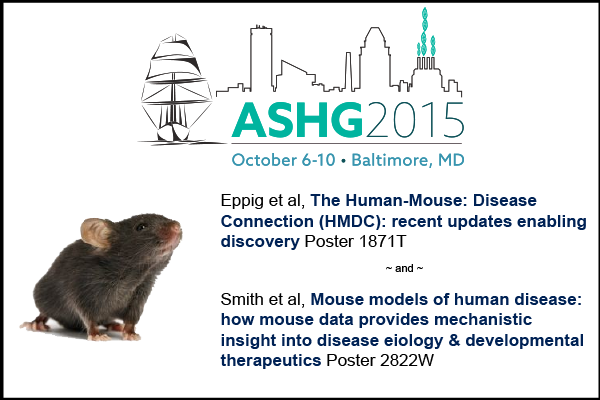 ASHG2015
October 6-10 • Baltimore, MD
Eppig et al, The Human-Mouse: Disease
Connection (HMDC): recent updates enabling
discovery Poster 1871T
~ and ~
Smith et al, Mouse models of human disease:
how mouse data provides mechanistic
insight into disease eiology & developmental
therapeutics Poster 2822W